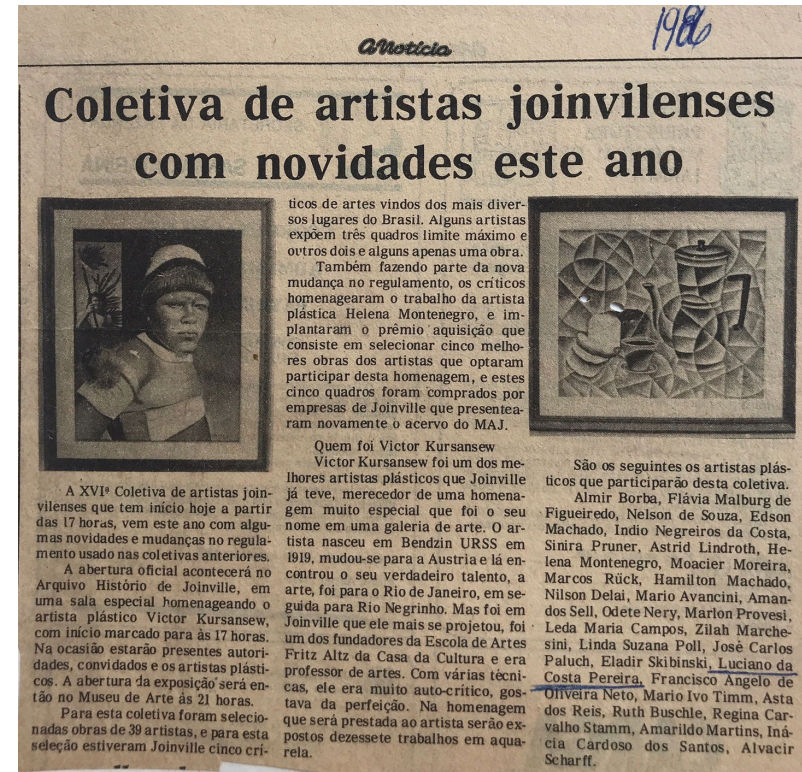 1986
A Notícia
Coletiva de artistas joinvilenses
com novidades este ano
A XVIª Coletiva de artistas join-
vilenses que tem início hoje a partir
das 17 horas, vem este ano com algu-
mas novidades e mudanças no regula-
mento usado nas coletivas anteriores.
A abertura oficial acontecerá no
Arquivo Histório de Joinville, em
uma sala especial homenageando o
artista plástico Victor Kursansew,
com início marcado para às 17 horas.
Na ocasião estarão presentes autori-
dades, convidados e os artistas plásti-
cos. A abertura da exposição será en-
tão no Museu de Arte às 21 horas.
Para esta coletiva foram selecio-
nadas obras de 39 artistas, e para esta
seleção estiveram Joinville cinco crí-
ticos de artes vindos dos mais diver-
sos lugares do Brasil. Alguns artistas
expõem três quadros limite máximo e
outros dois e alguns apenas uma obra.
Também fazendo parte da nova
mudança no regulamento, os críticos
homenagearam o trabalho da artista
plástica Helena Montenegro, e im-
plantaram o prêmio aquisição que
consiste em selecionar cinco melho-
res obras dos artistas que optaram
participar desta homenagem, e estes
cinco quadros foram comprados por
empresas de Joinville que presentea-
ram novamente o acervo do MAJ.
Quem foi Victor Kursansew
Victor Kursansew foi um dos me-
lhores artistas plásticos que Joinville
já teve, merecedor de uma homena-
gem muito especial que foi o seu
nome em uma galeria de arte. O ar-
tista nasceu em Bendzin URSS em
1919, mudou-se para a Austria e lá en-
controu o seu verdadeiro talento, a
arte, foi para o Rio de Janeiro, em se-
guida para Rio Negrinho. Mas foi em
Joinville que ele mais se projetou, foi
um dos fundadores da Escola de Artes
Fritz Altz da Casa da Cultura e era
professor de artes. Com várias técni-
cas, ele era muito auto-crítico, gos-
tava da perfeição. Na homenagem
que será prestada ao artista serão ex-
postos dezessete trabalhos em aqua-
rela.
São os seguintes os artistas plás-
ticos que participarão desta coletiva.
Almir Borba, Flávia Malburg de
Figueiredo, Nelson de Souza, Edson
Machado, Indio Negreiros da Costa,
Sinira Pruner, Astrid Lindroth, He-
lena Montenegro, Moacier Moreira,
Marcos Rück, Hamilton Machado,
Nilson Delai, Mario Avancini, Aman-
dos Sell, Odete Nery, Marlon Provesi,
Leda Maria Campos, Zilah Marche-
sini, Linda Suzana Poll, José Carlos
Paluch, Eladir Skibinski, Luciano da
Costa Pereira, Francisco Angelo de
Oliveira Neto, Mario Ivo Timm, Asta
dos Reis, Ruth Buschle, Regina Car-
valho Stamm, Amarildo Martins, Iná-
cia Cardoso dos Santos, Alvacir
Scharff.